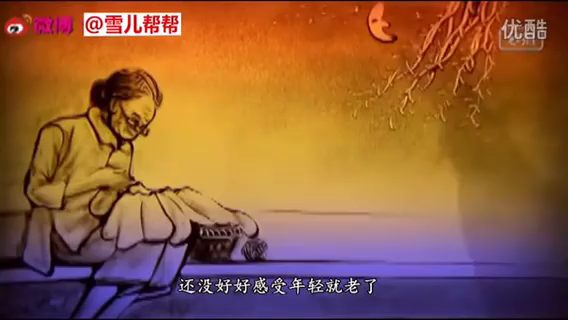 微博 @雪儿帮帮
优酷
还没好好感受年轻就老了